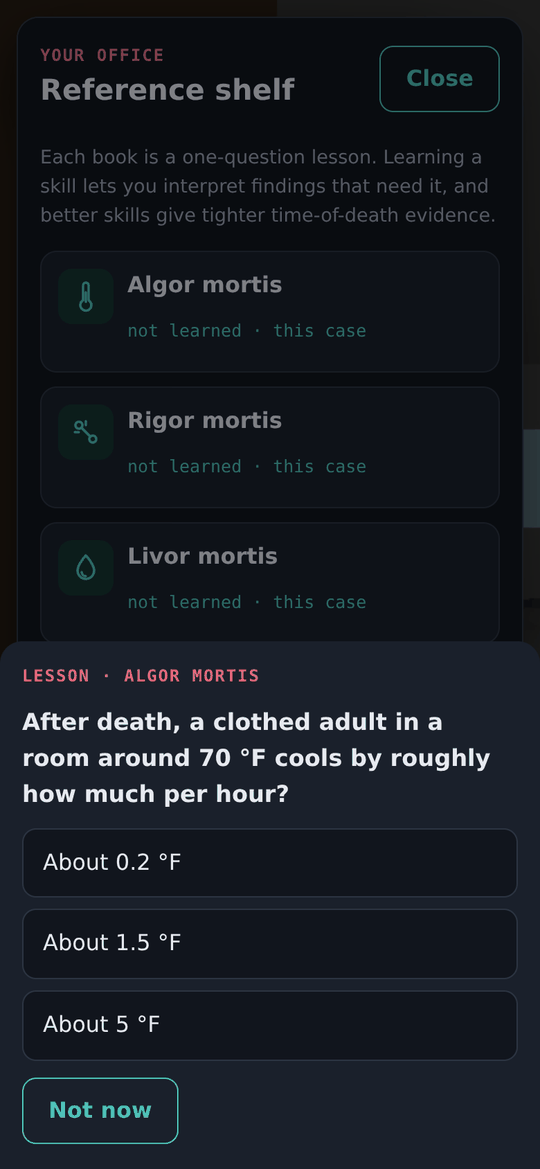 YOUR OFFICE
Reference shelf
Close
Each book is a one-question lesson. Learning a
skill lets you interpret findings that need it, and
better skills give tighter time-of-death evidence.
Algor mortis
not learned · this case
Rigor mortis
not learned · this case
Livor mortis
not learned · this case
LESSON · ALGOR MORTIS
After death, a clothed adult in a
room around 70 °F cools by roughly
how much per hour?
About 0.2 °F
About 1.5 °F
About 5 °F
Not now